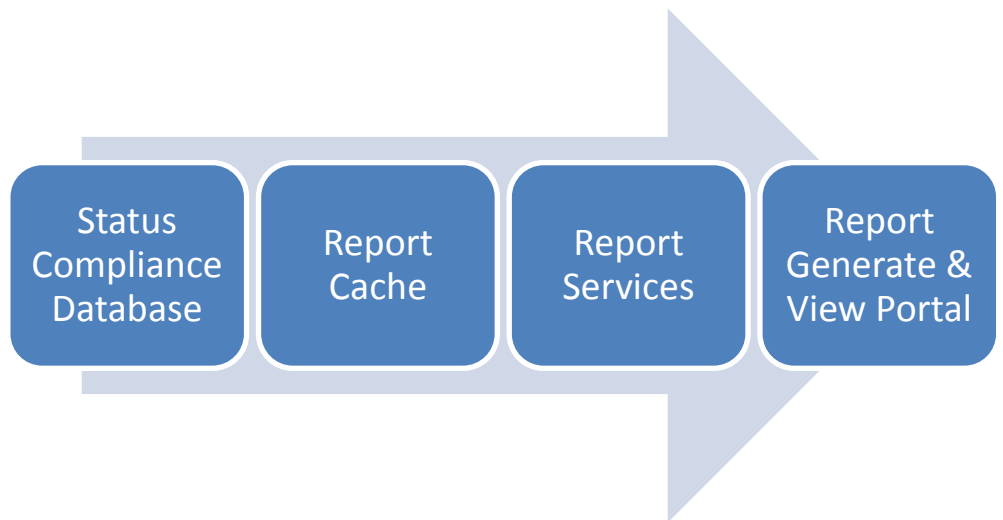 Status
Compliance
Database
Report
Cache
Report
Services
Report
Generate &
View Portal